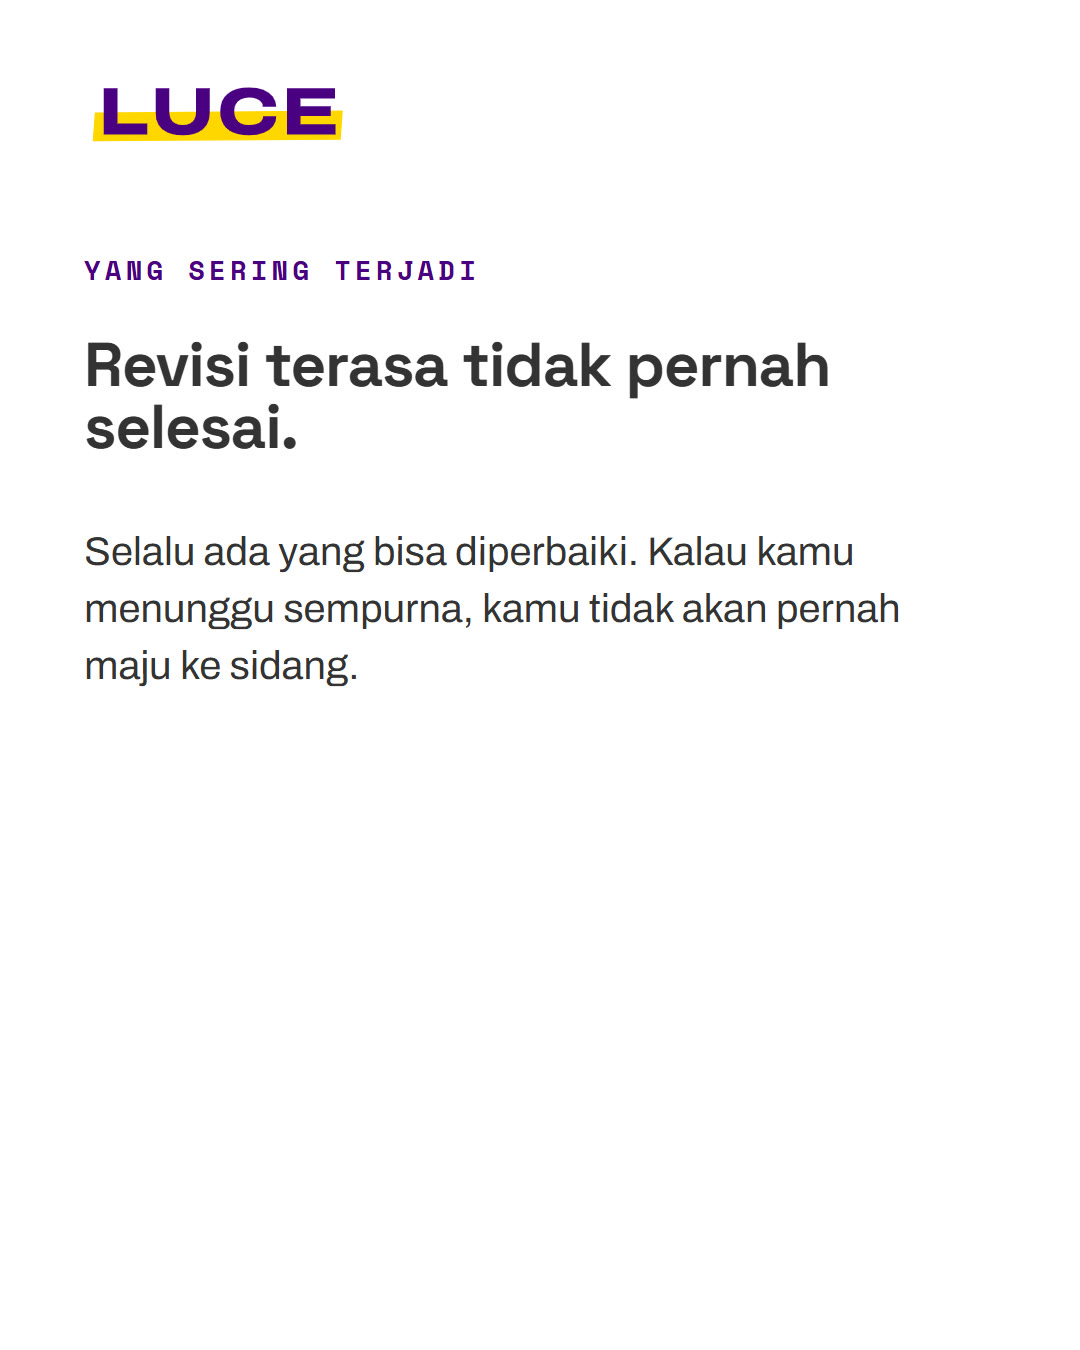 LUCE
YANG SERING TERJADI
Revisi terasa tidak pernah
selesai.
Selalu ada yang bisa diperbaiki. Kalau kamu
menunggu sempurna, kamu tidak akan pernah
maju ke sidang.